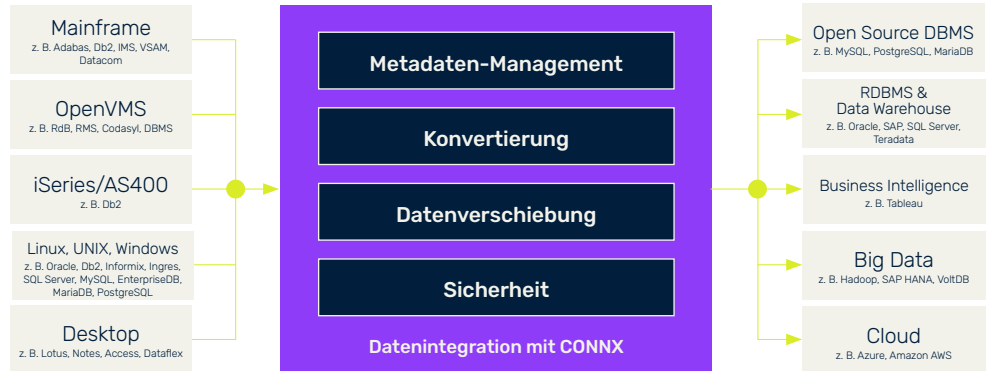 Mainframe
z. B. Adabas, Db2, IMS, VSAM,
Datacom
OpenVMS
z. B. RdB, RMS, Codasyl, DBMS
iSeries/AS400
z. B. Db2
Linux, UNIX, Windows
z. B. Oracle, Db2, Informix, Ingres,
SQL Server, MySQL, EnterpriseDB,
MariaDB, PostgreSQL
Desktop
z. B. Lotus, Notes, Access, Dataflex
Metadaten-Management
Konvertierung
Datenverschiebung
Sicherheit
Datenintegration mit CONNX
Open Source DBMS
z. B. MySQL, PostgreSQL, MariaDB
RDBMS &
Data Warehouse
z. B. Oracle, SAP, SQL Server,
Teradata
Business Intelligence
z. B. Tableau
Big Data
z. B. Hadoop, SAP HANA, VoltDB
Cloud
z. B. Azure, Amazon AWS